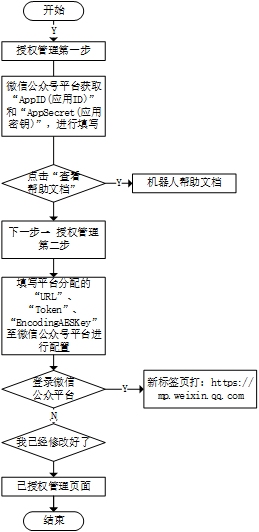 开始
Y
授权管理第一步
微信公众号平台获取
“AppID(应用ID)”
和“AppSecret(应用
密钥)”，进行填写
点击“查看
帮助文档”
Y
机器人帮助文档
下一步— 授权管理
第二步
填写平台分配的
“URL”、
“Token”、
“EncodingAESKey”
至微信公众号平台进
行配置
登录微信
公众平台
Y
新标签页打: https://
mp.weixin.qq.com
N
我已经修改好了
已授权管理页面
结束